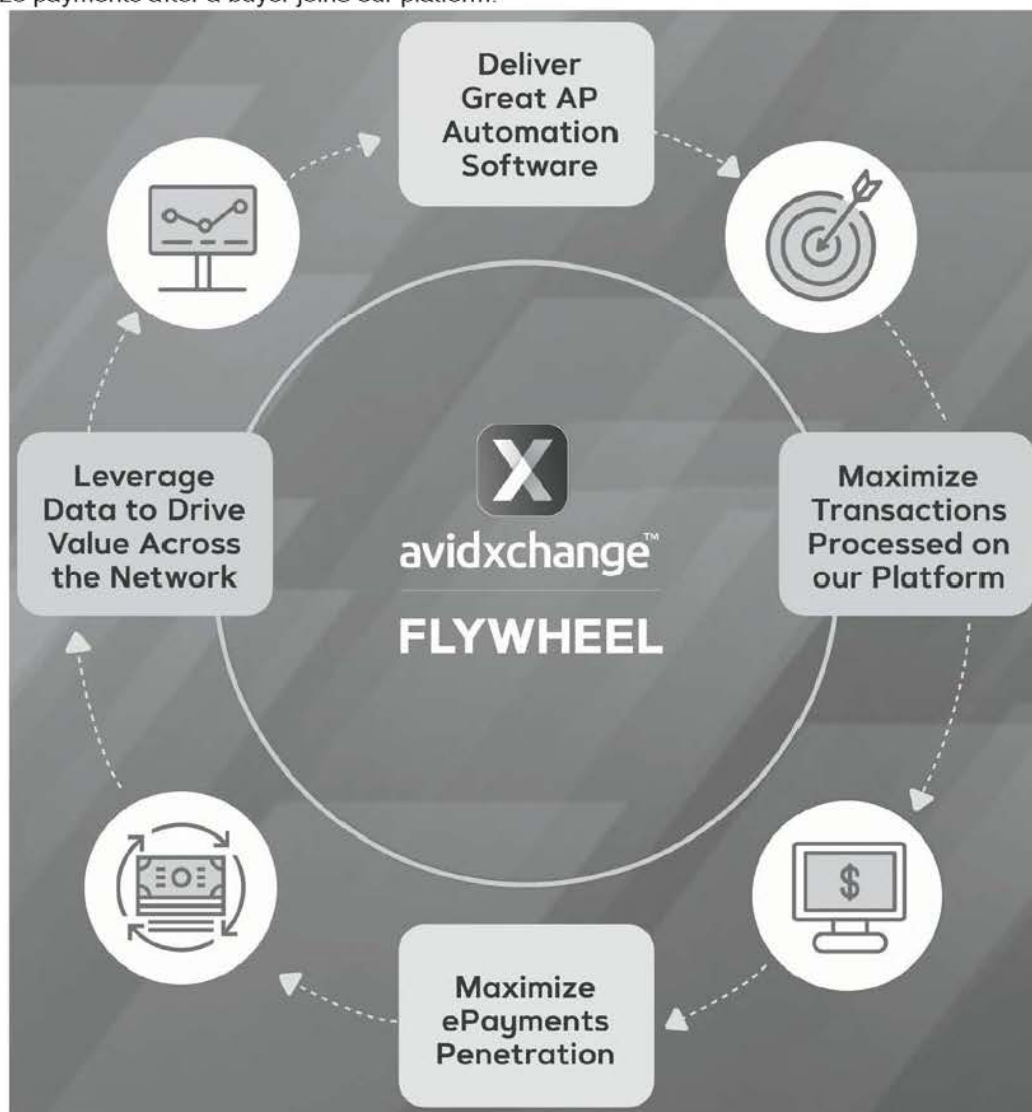 payments after a buyer joins our platform.
Deliver
Great AP
Automation
Software
Leverage
Data to Drive
Value Across
the Network
X
avidxchange™
FLYWHEEL
Maximize
Transactions
Processed on
our Platform
$
Maximize
ePayments
Penetration